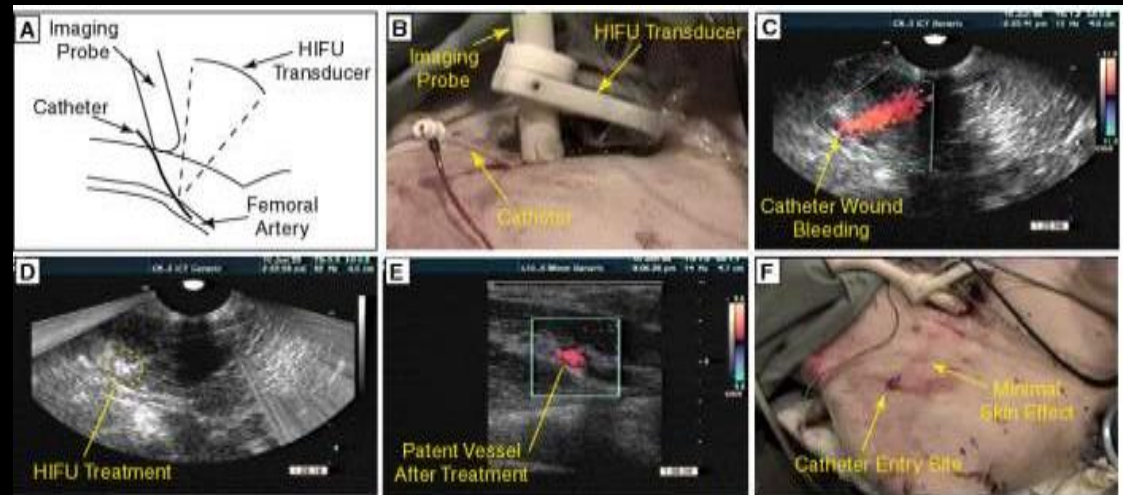 A
Imaging
Probe
HIFU
Transducer
Catheter
Femoral
Artery
B
HIFU Transducer
Imaging
Probe
Catheter
C
Catheter Wound
Bleeding
D
HIFU Treatment
E
Patent Vessel
After Treatment
F
Minimal
Skin Effect
Catheter Entry Site